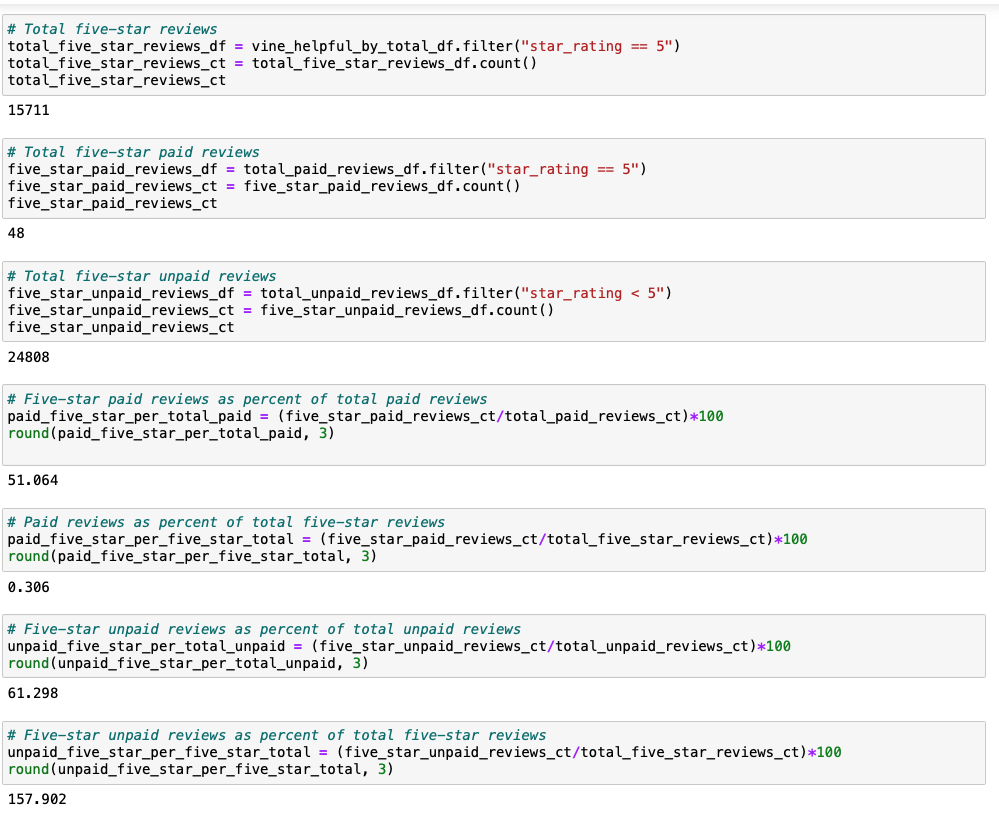 # Total five-star reviews
total_five_star_reviews_df = vine_helpful_by_total_df.filter("star_rating == 5")
total_five_star_reviews_ct = total_five_star_reviews_df.count()
total_five_star_reviews_ct
15711
# Total five-star paid reviews
five_star_paid_reviews_df = total_paid_reviews_df.filter("star_rating == 5")
five_star_paid_reviews_ct = five_star_paid_reviews_df.count()
five_star_paid_reviews_ct
48
# Total five-star unpaid reviews
five_star_unpaid_reviews_df = total_unpaid_reviews_df.filter("star_rating < 5")
five_star_unpaid_reviews_ct = five_star_unpaid_reviews_df.count()
five_star_unpaid_reviews_ct
24808
# Five-star paid reviews as percent of total paid reviews
paid_five_star_per_total_paid = (five_star_paid_reviews_ct/total_paid_reviews_ct)*100
round(paid_five_star_per_total_paid, 3)
51.064
# Paid reviews as percent of total five-star reviews
paid_five_star_per_five_star_total = (five_star_paid_reviews_ct/total_five_star_reviews_ct)*100
round(paid_five_star_per_five_star_total, 3)
0.306
# Five-star unpaid reviews as percent of total unpaid reviews
unpaid_five_star_per_total_unpaid = (five_star_unpaid_reviews_ct/total_unpaid_reviews_ct)*100
round(unpaid_five_star_per_total_unpaid, 3)
61.298
# Five-star unpaid reviews as percent of total five-star reviews
unpaid_five_star_per_five_star_total = (five_star_unpaid_reviews_ct/total_five_star_reviews_ct)*100
round(unpaid_five_star_per_five_star_total, 3)
157.902